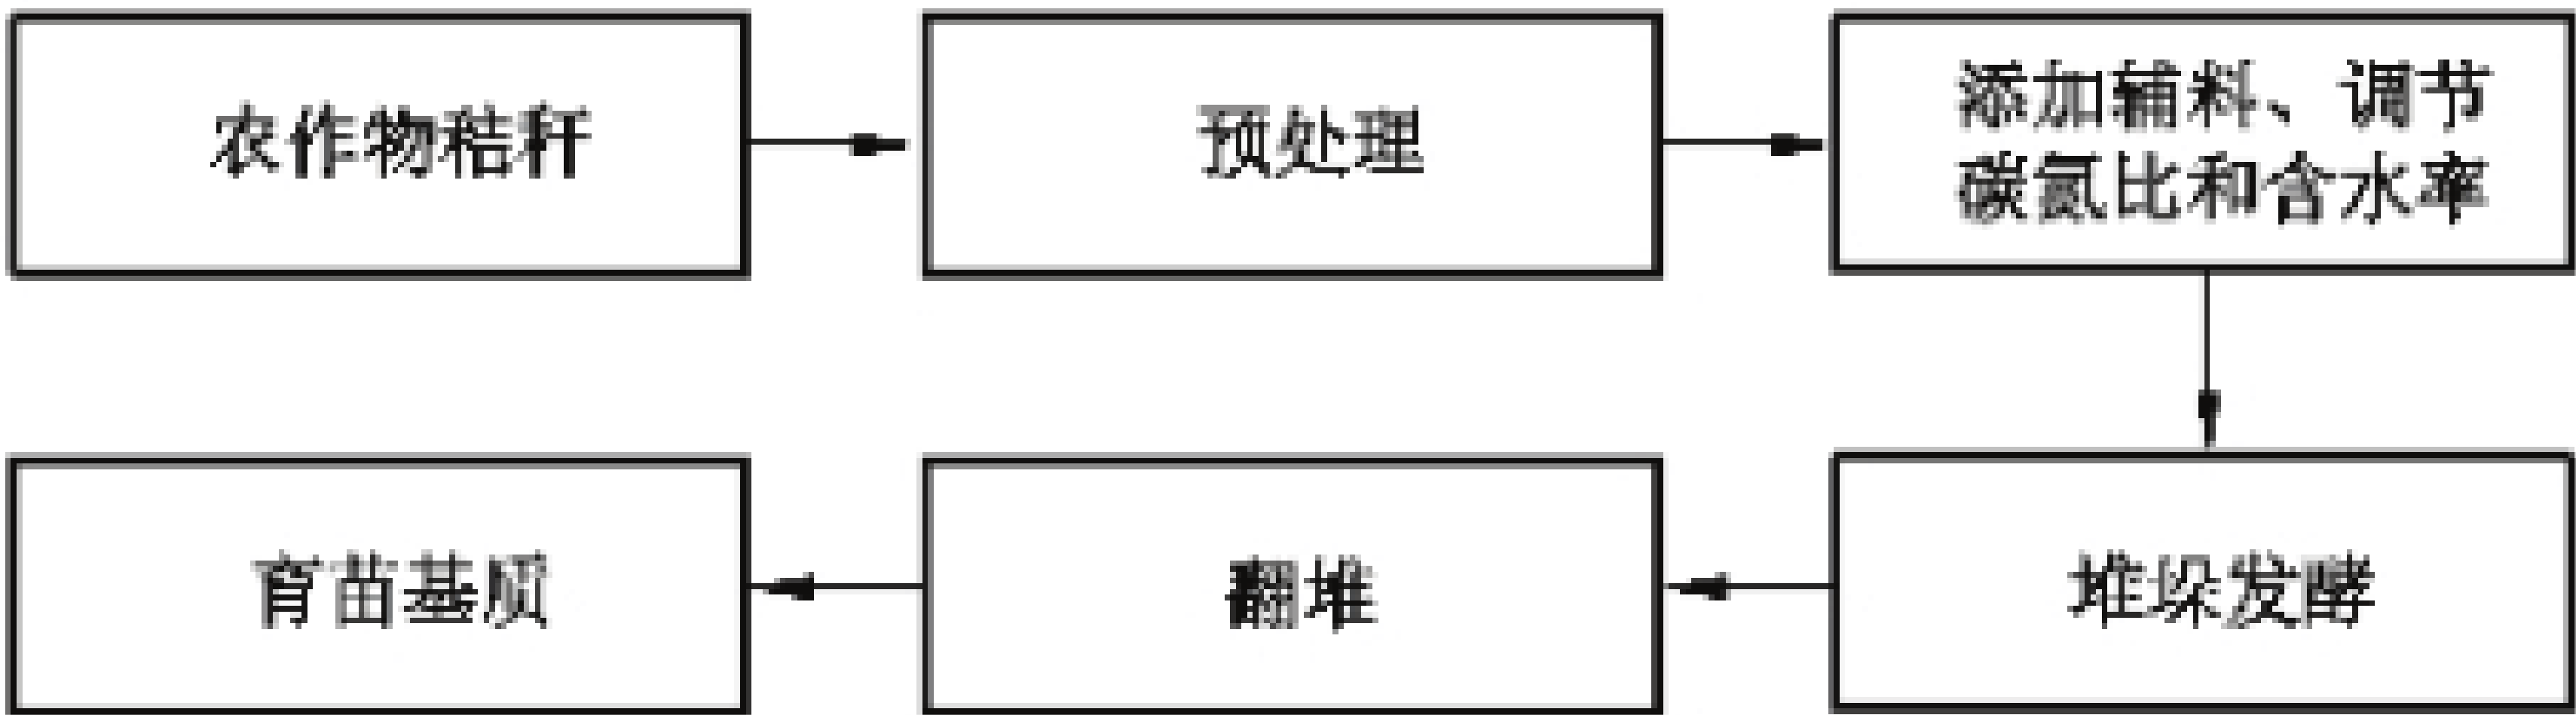 农作物秸秆
预处理
添加辅料、调节
碳氮比和含水率
堆垛发酵
翻堆
育苗基质